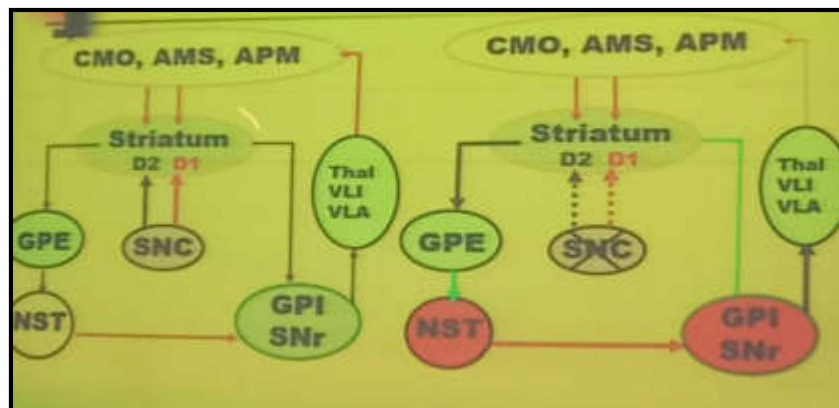 CMO, AMS, APM
Striatum
D2 D1
Thal
VLI
VLA
GPE
SNC
NST
GPI
SNr
CMO, AMS, APM
Striatum
D2 D1
Thal
VLI
VLA
GPE
SNC
NST
GPI
SNr